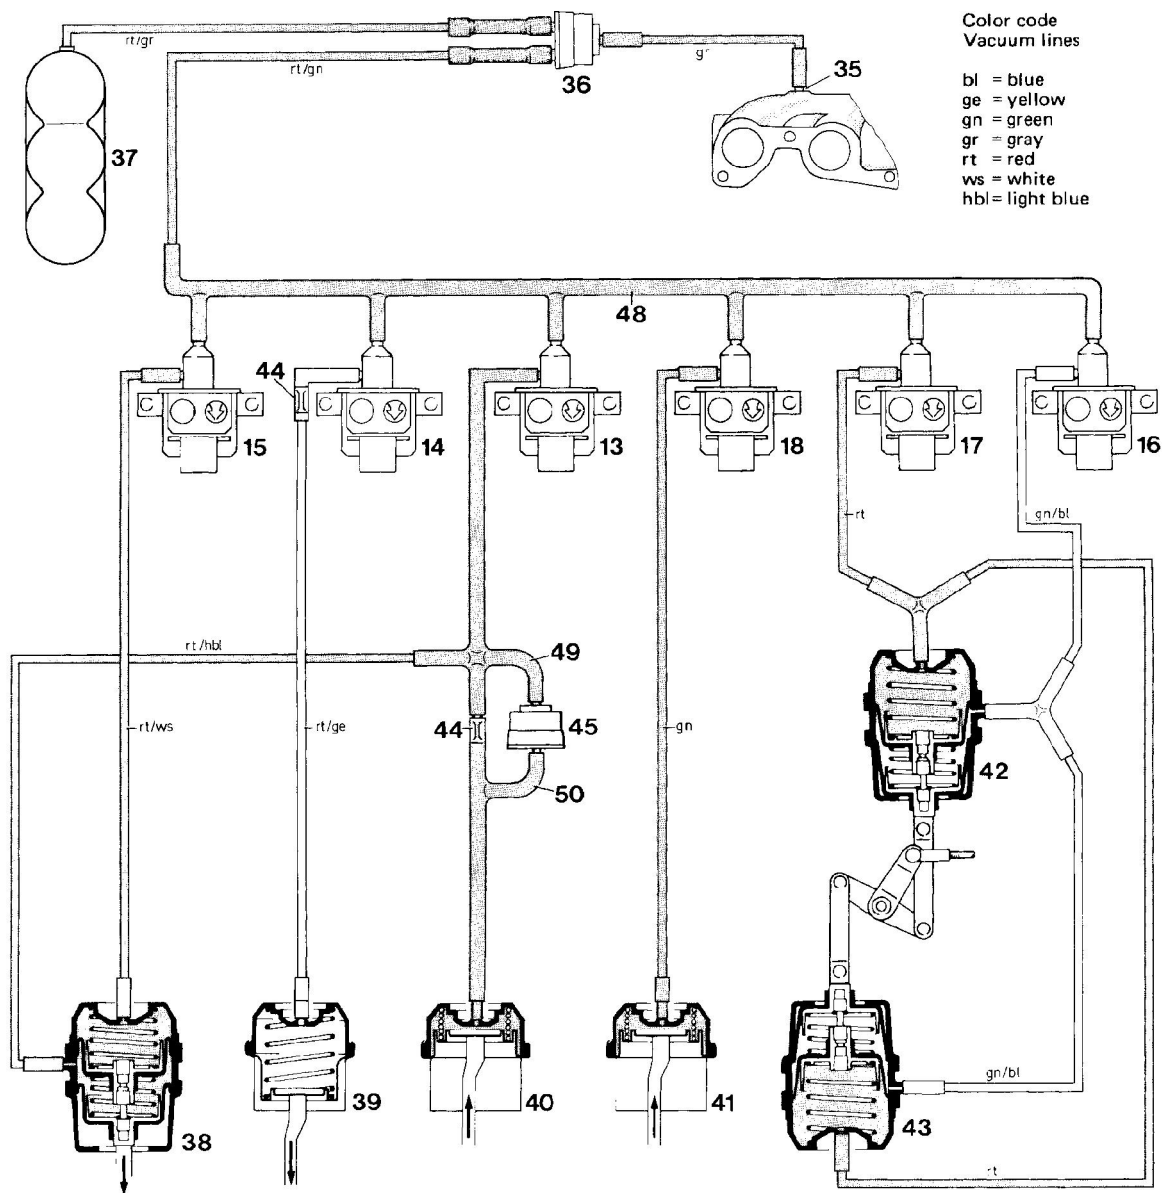 Color code
Vacuum lines
bl = blue
ge = yellow
gn = green
gr = gray
rt = red
ws = white
hbl = light blue
rt/gr
rt/gn
gr
35
36
37
48
44
15
14
13
18
17
16
rt
gn/bl
rt/hbl
49
rt/ws
rt/ge
44
45
gn
42
50
38
39
40
41
43
gn/bl
rt